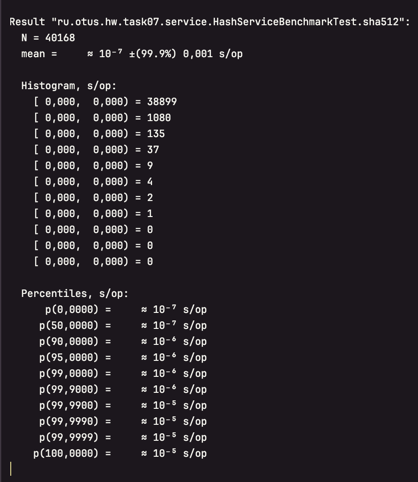 Result "ru.otus.hw.task07.service.HashServiceBenchmarkTest.sha512":
N = 40168
mean = ≈ 10⁻⁷ ±(99.9%) 0,001 s/op
Histogram, s/op:
[ 0,000, 0,000) = 38899
[ 0,000, 0,000) = 1080
[ 0,000, 0,000) = 135
[ 0,000, 0,000) = 37
[ 0,000, 0,000) = 9
[ 0,000, 0,000) = 4
[ 0,000, 0,000) = 2
[ 0,000, 0,000) = 1
[ 0,000, 0,000) = 0
[ 0,000, 0,000) = 0
[ 0,000, 0,000) = 0
Percentiles, s/op:
p(0,0000) = ≈ 10⁻⁷ s/op
p(50,0000) = ≈ 10⁻⁷ s/op
p(90,0000) = ≈ 10⁻⁶ s/op
p(95,0000) = ≈ 10⁻⁶ s/op
p(99,0000) = ≈ 10⁻⁶ s/op
p(99,9000) = ≈ 10⁻⁶ s/op
p(99,9900) = ≈ 10⁻⁵ s/op
p(99,9990) = ≈ 10⁻⁵ s/op
p(99,9999) = ≈ 10⁻⁵ s/op
p(100,0000) = ≈ 10⁻⁵ s/op